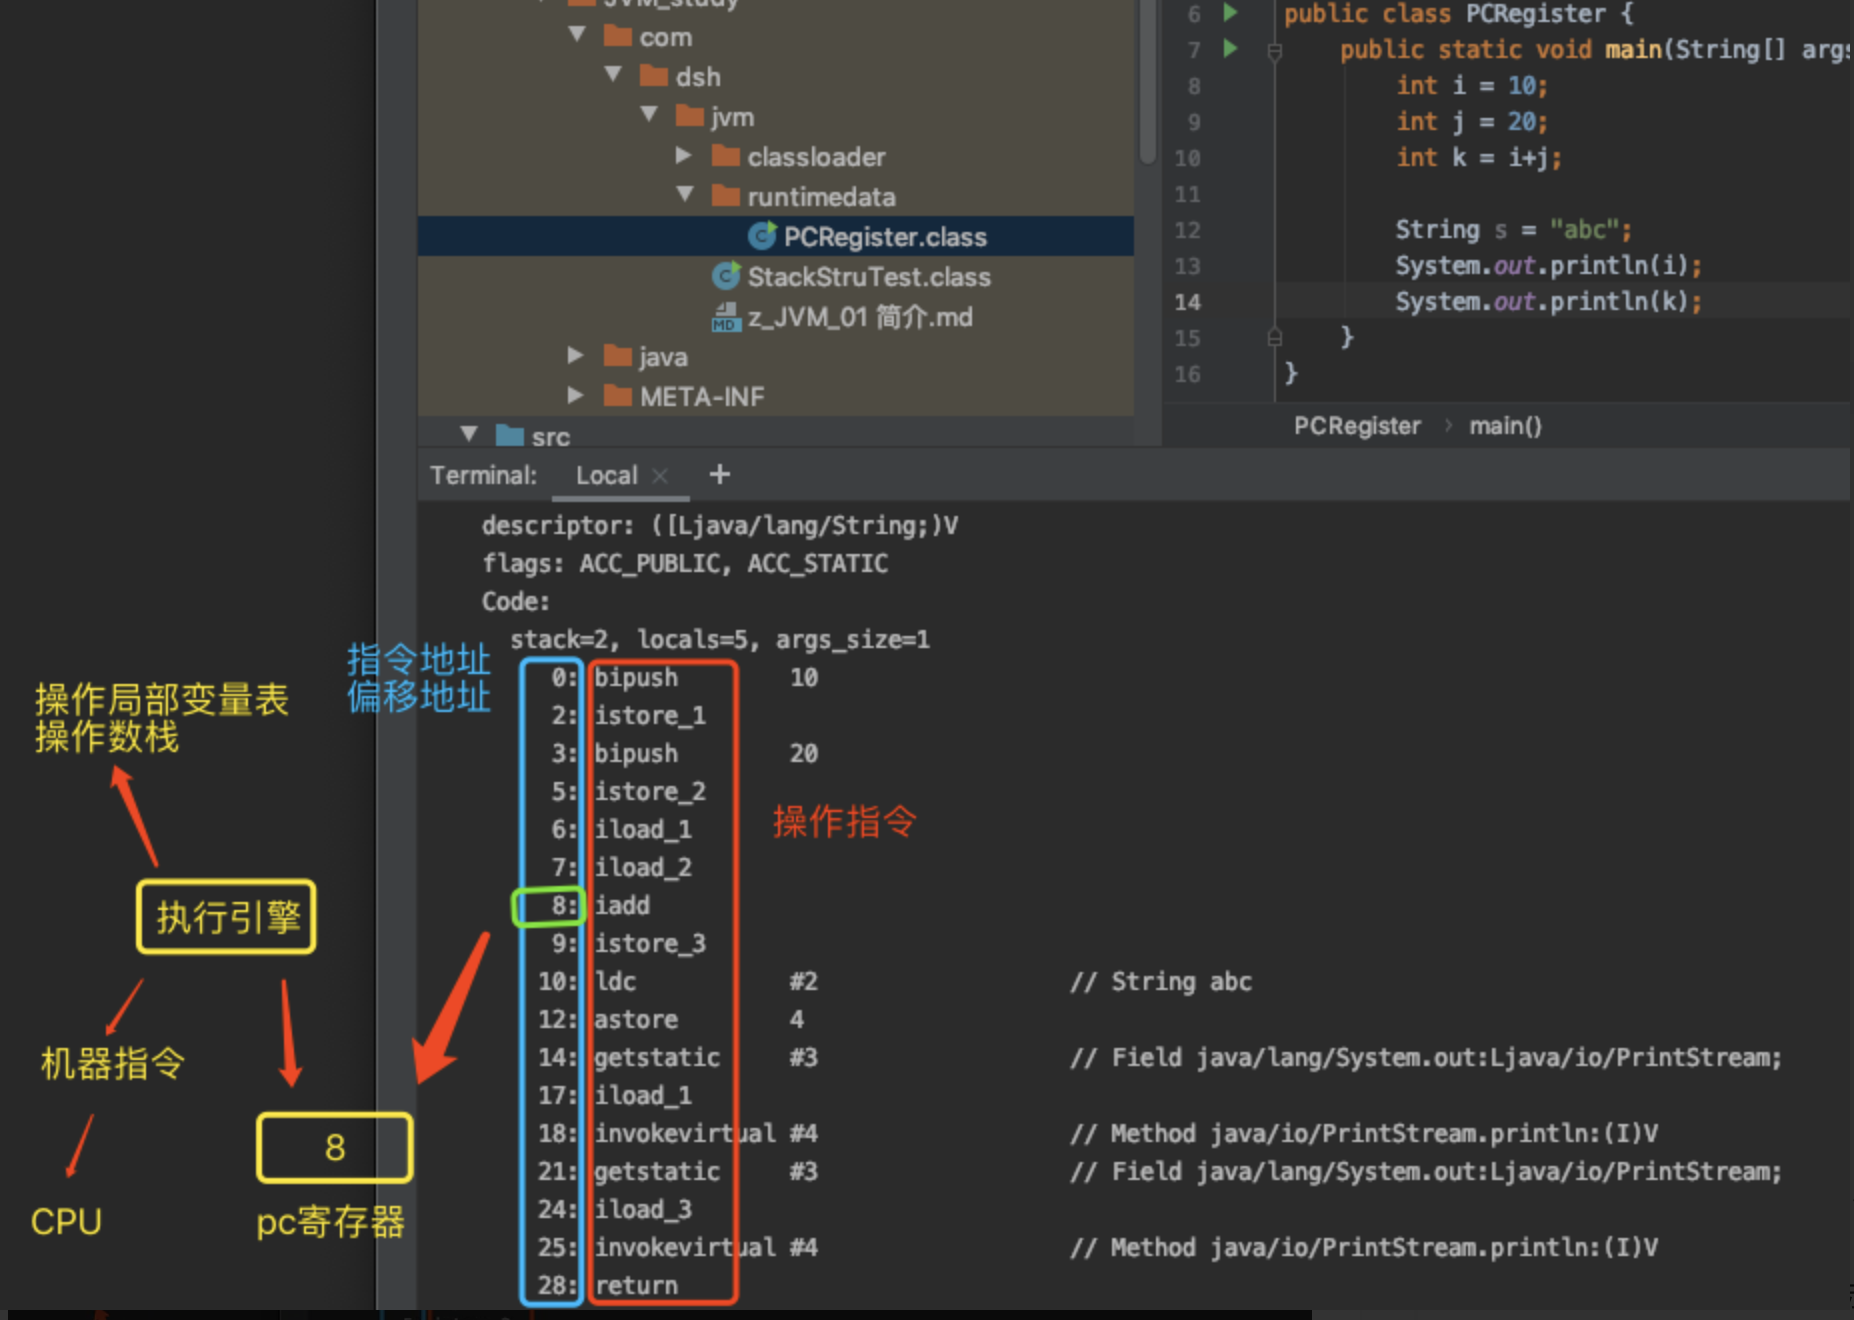 JVM_study
com
dsh
jvm
classloader
runtimedata
PCRegister.class
StackStruTest.class
z_JVM_01 简介.md
java
META-INF
src
6 public class PCRegister {
7 public static void main(String[] args
8 int i = 10;
9 int j = 20;
10 int k = i+j;
11
12 String s = "abc";
13 System.out.println(i);
14 System.out.println(k);
15 }
16 }
PCRegister > main()
Terminal: Local × +
descriptor: ([Ljava/lang/String;)V
flags: ACC_PUBLIC, ACC_STATIC
Code:
stack=2, locals=5, args_size=1
0: bipush 10
2: istore_1
3: bipush 20
5: istore_2
6: iload_1
7: iload_2
8: iadd
9: istore_3
10: ldc #2 // String abc
12: astore 4
14: getstatic #3 // Field java/lang/System.out:Ljava/io/PrintStream;
17: iload_1
18: invokevirtual #4 // Method java/io/PrintStream.println:(I)V
21: getstatic #3 // Field java/lang/System.out:Ljava/io/PrintStream;
24: iload_3
25: invokevirtual #4 // Method java/io/PrintStream.println:(I)V
28: return
指令地址
偏移地址
操作指令
操作局部变量表
操作数栈
执行引擎
机器指令
CPU
8
pc寄存器